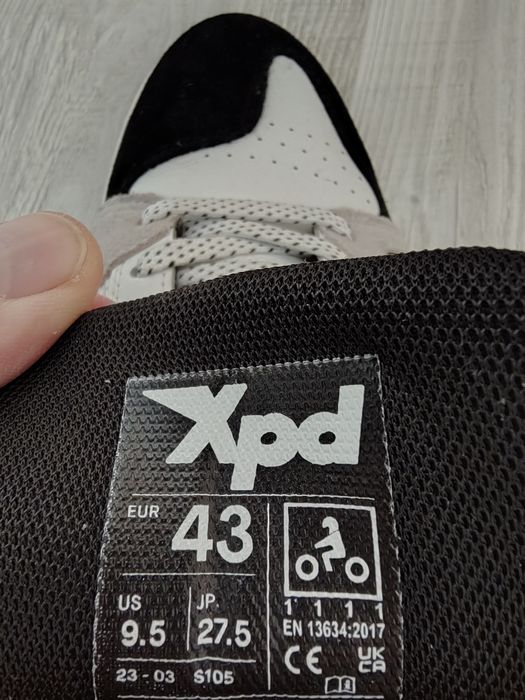 Xpd
EUR 43
US JP.
9.5 27.5
23-03 S105
1 1 1 1
EN 13634:2017
CE UK
CA